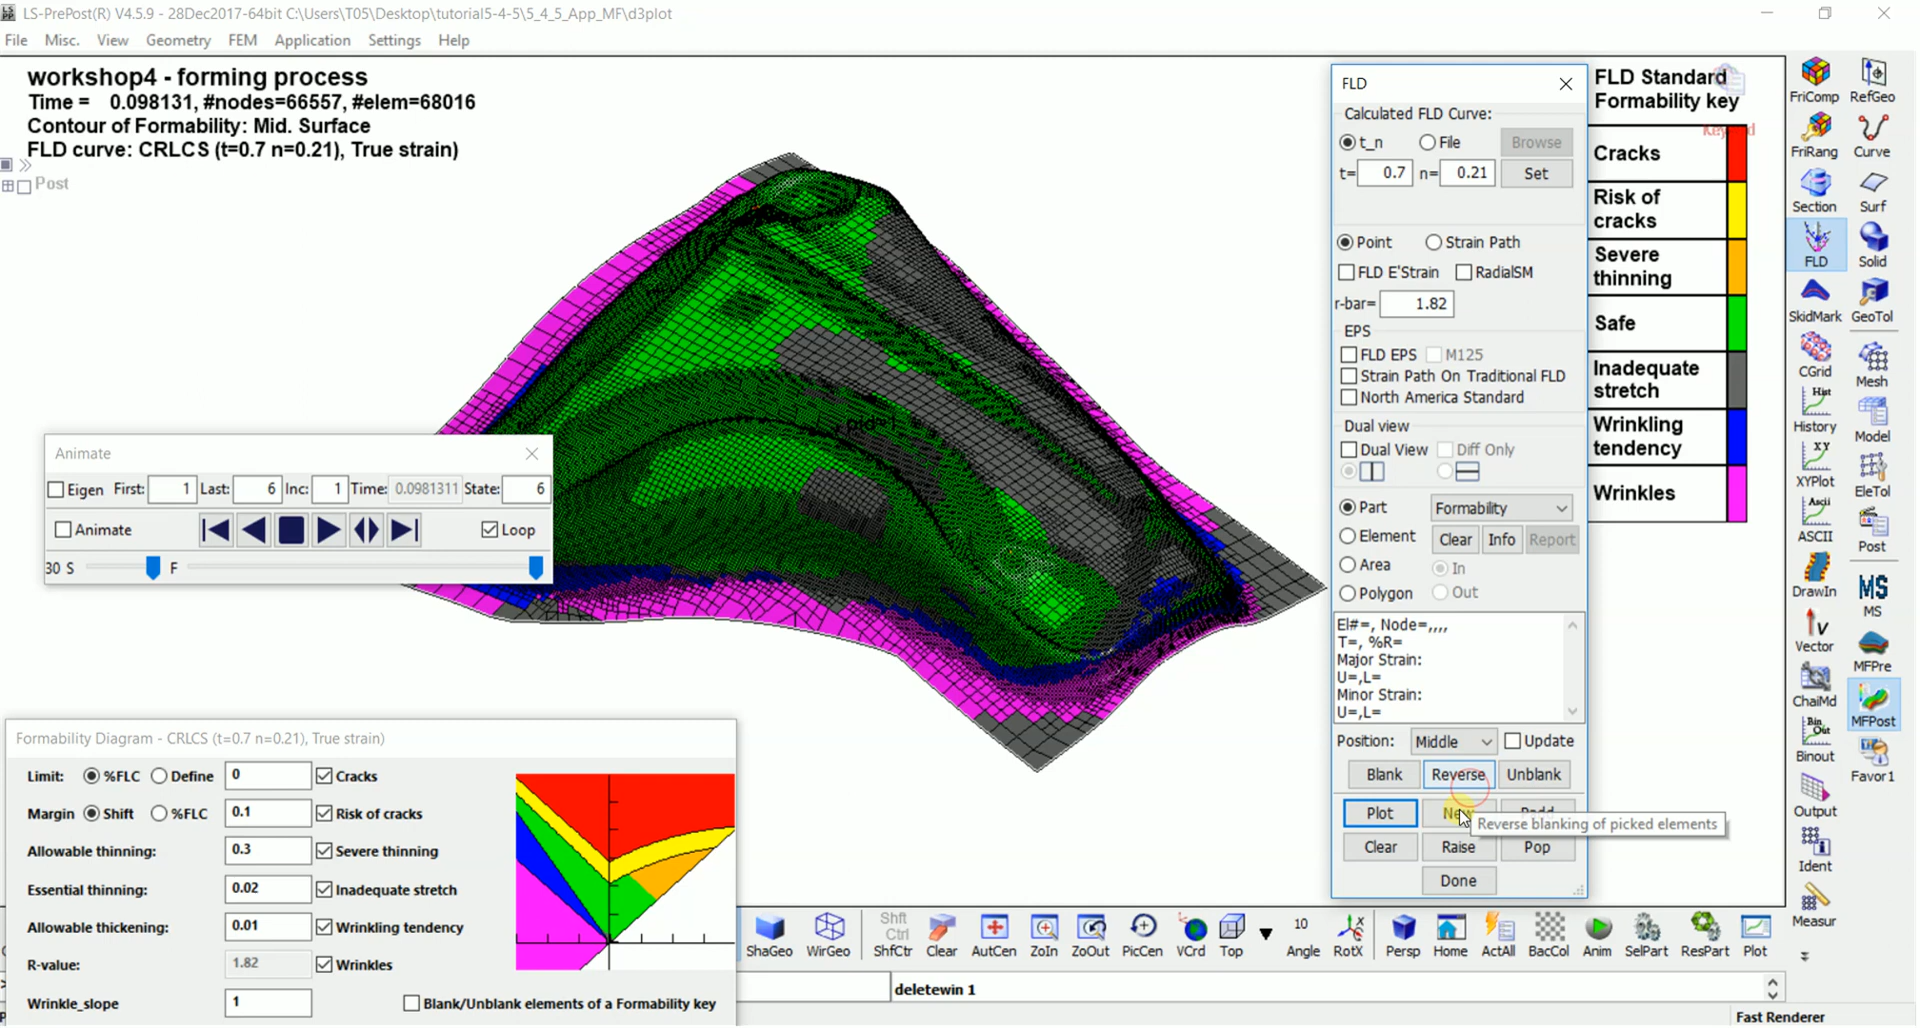 LS-PrePost(R) V4.5.9 - 28Dec2017-64bit C:\Users\T05\Desktop\tutorial5-4-5\5_4_5_App_MF\d3plot
File Misc. View Geometry FEM Application Settings Help
workshop4 - forming process
Time = 0.098131, #nodes=66557, #elem=68016
Contour of Formability: Mid. Surface
FLD curve: CRLCS (t=0.7 n=0.21), True strain)
Post
Animate
Eigen First: 1 Last: 6 Inc: 1 Time: 0.0981311 State: 6
Animate Loop
30 S F
Formability Diagram - CRLCS (t=0.7 n=0.21), True strain)
Limit: %FLC Define 0 Cracks
Margin Shift %FLC 0.1 Risk of cracks
Allowable thinning: 0.3 Severe thinning
Essential thinning: 0.02 Inadequate stretch
Allowable thickening: 0.01 Wrinkling tendency
R-value: 1.82 Wrinkles
Wrinkle_slope 1 Blank/Unblank elements of a Formability key
FLD
Calculated FLD Curve:
t_n File Browse
t= 0.7 n= 0.21 Set
Point Strain Path
FLD E'Strain RadialSM
r-bar= 1.82
EPS
FLD EPS M125
Strain Path On Traditional FLD
North America Standard
Dual view
Dual View Diff Only
Part Formability
Element Clear Info Report
Area In
Polygon Out
El#=, Node=,,,,
T=, %R=
Major Strain:
U=,L=
Minor Strain:
U=,L=
Position: Middle Update
Blank Reverse Unblank
Plot
Reverse blanking of picked elements
Clear Raise Pop
Done
FLD Standard
Formability key
Cracks
Risk of
cracks
Severe
thinning
Safe
Inadequate
stretch
Wrinkling
tendency
Wrinkles
FriComp RefGeo
FriRang Curve
Section Surf
FLD Solid
SkidMark GeoTol
CGrid Mesh
Hist
History Model
XY
XYPlot EleTol
Ascii
ASCII Post
DrawIn MS
MS
Vector MFPre
ChaiMd MFPost
Bin
Out
Binout Favor1
Output
Ident
Measur
ShaGeo WirGeo Shft
Ctrl
ShfCtr Clear AutCen ZoIn ZoOut PicCen VCrd Top 10
Angle RotX Persp Home ActAll BacCol Anim SelPart ResPart Plot
deletewin 1
Fast Renderer